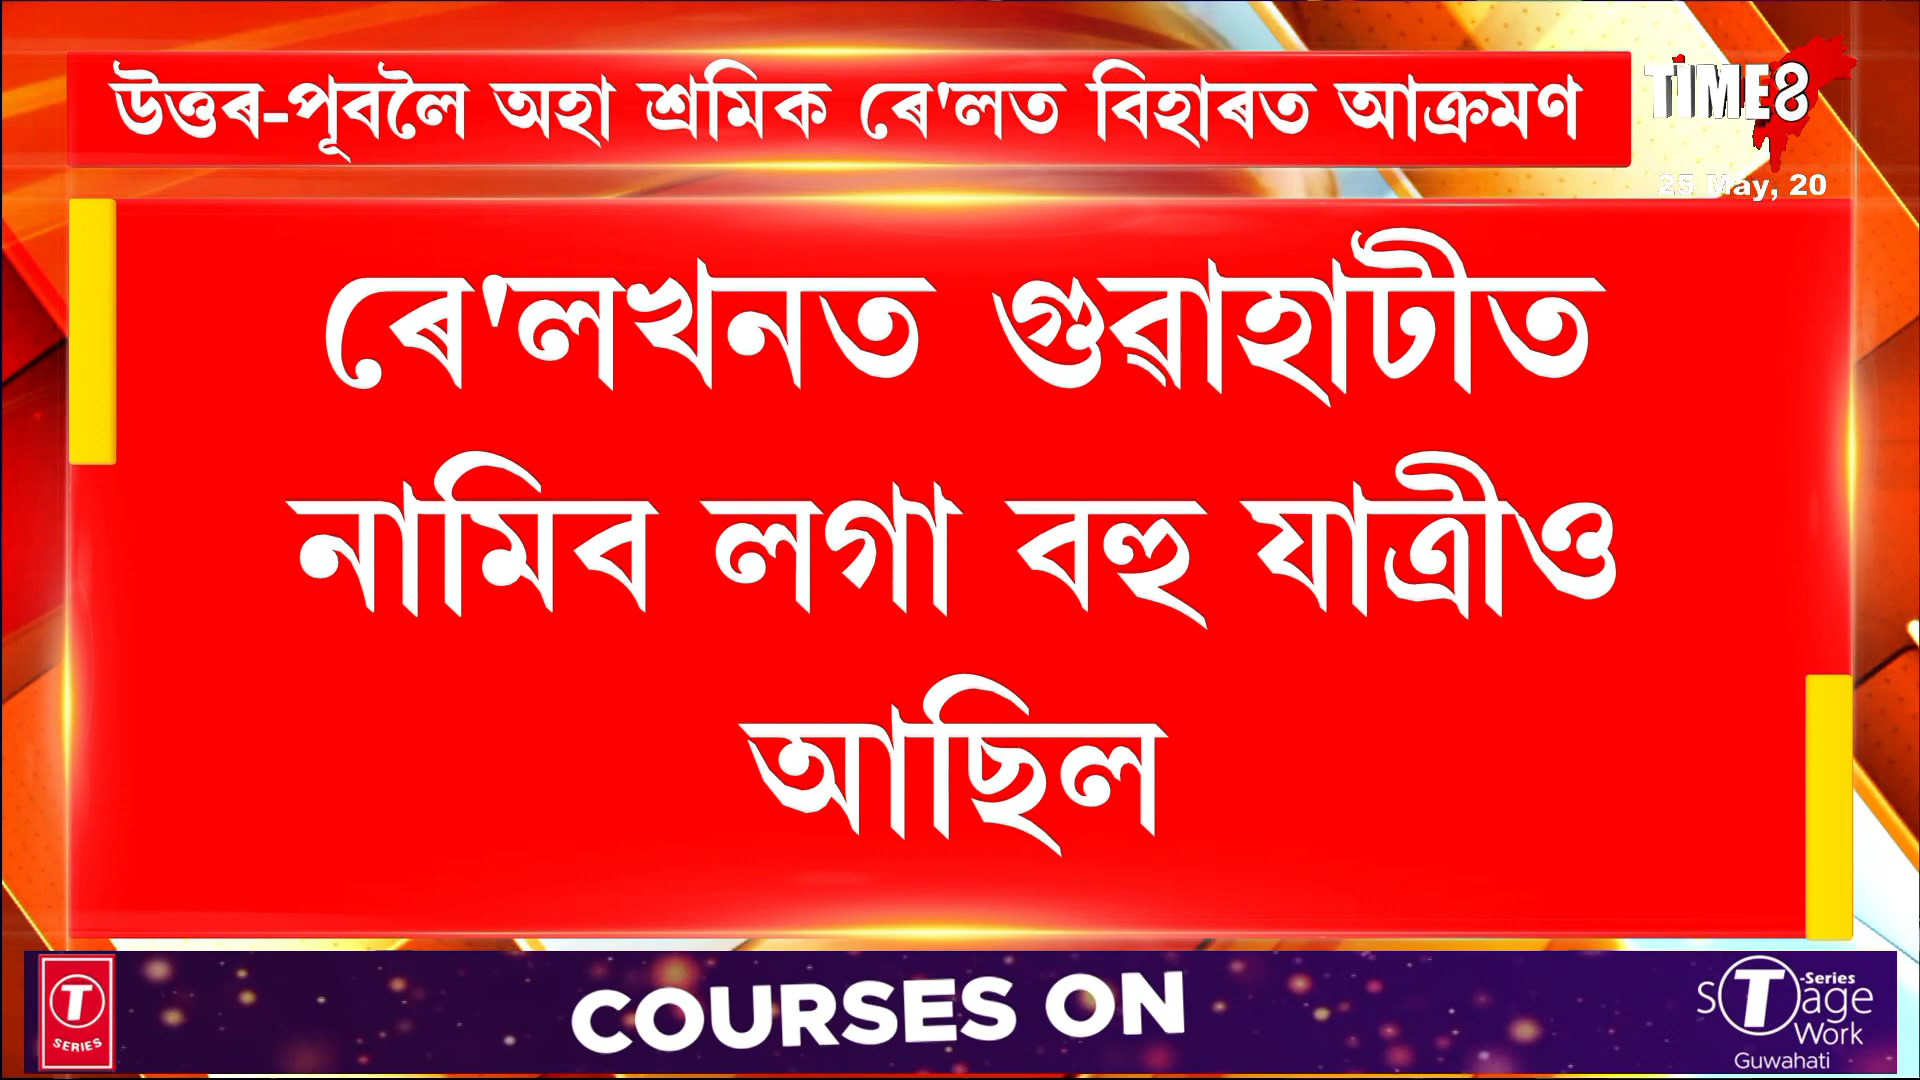 উত্তৰ-পূবলৈ অহা শ্ৰমিক ৰে'লত বিহাৰত আক্ৰমণ
TIME8
25 May, 20
ৰে'লখনত গুৱাহাটীত
নামিব লগা বহু যাত্ৰীও
আছিল
T
SERIES
COURSES ON
T-Series
Stage
Work
Guwahati